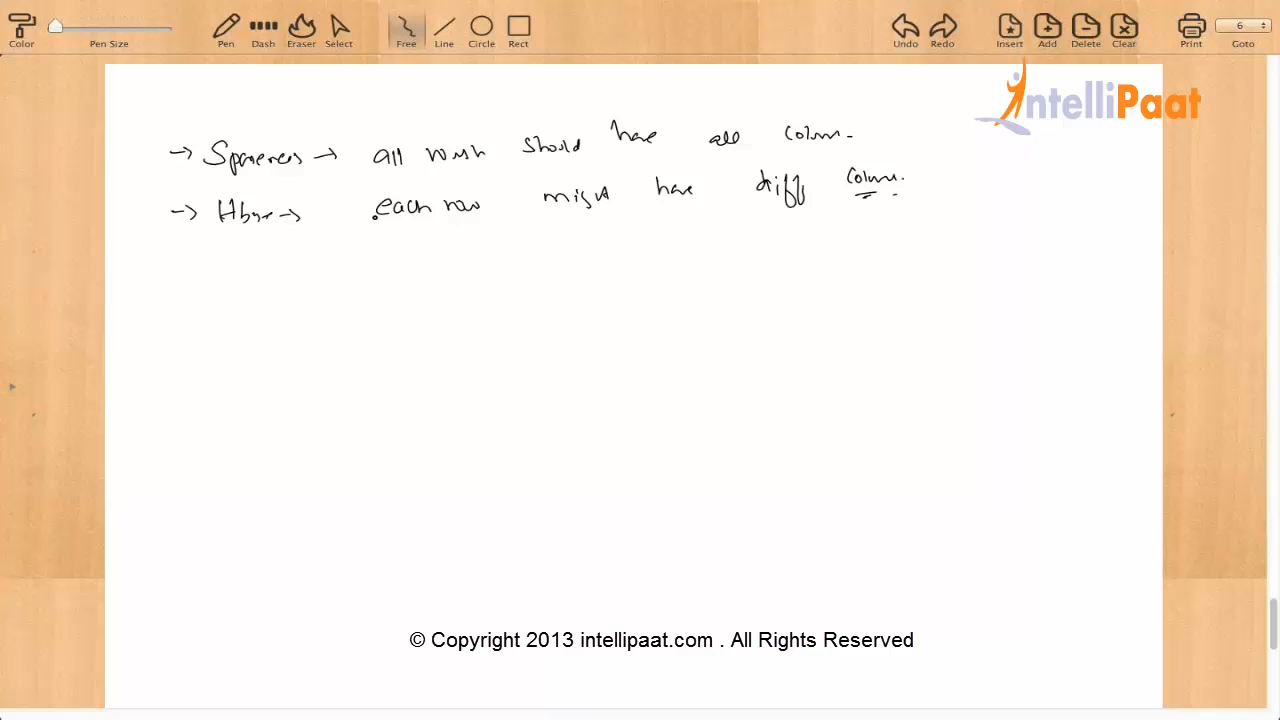 Color Pen Size Pen Dash Eraser Select Free Line Circle Rect Undo Redo Insert Add Delete Clear Print 6 Goto
IntelliPaat
→ Sparseness → all rows should have all column.
→ Hbase → each row might have diff column.
© Copyright 2013 intellipaat.com . All Rights Reserved